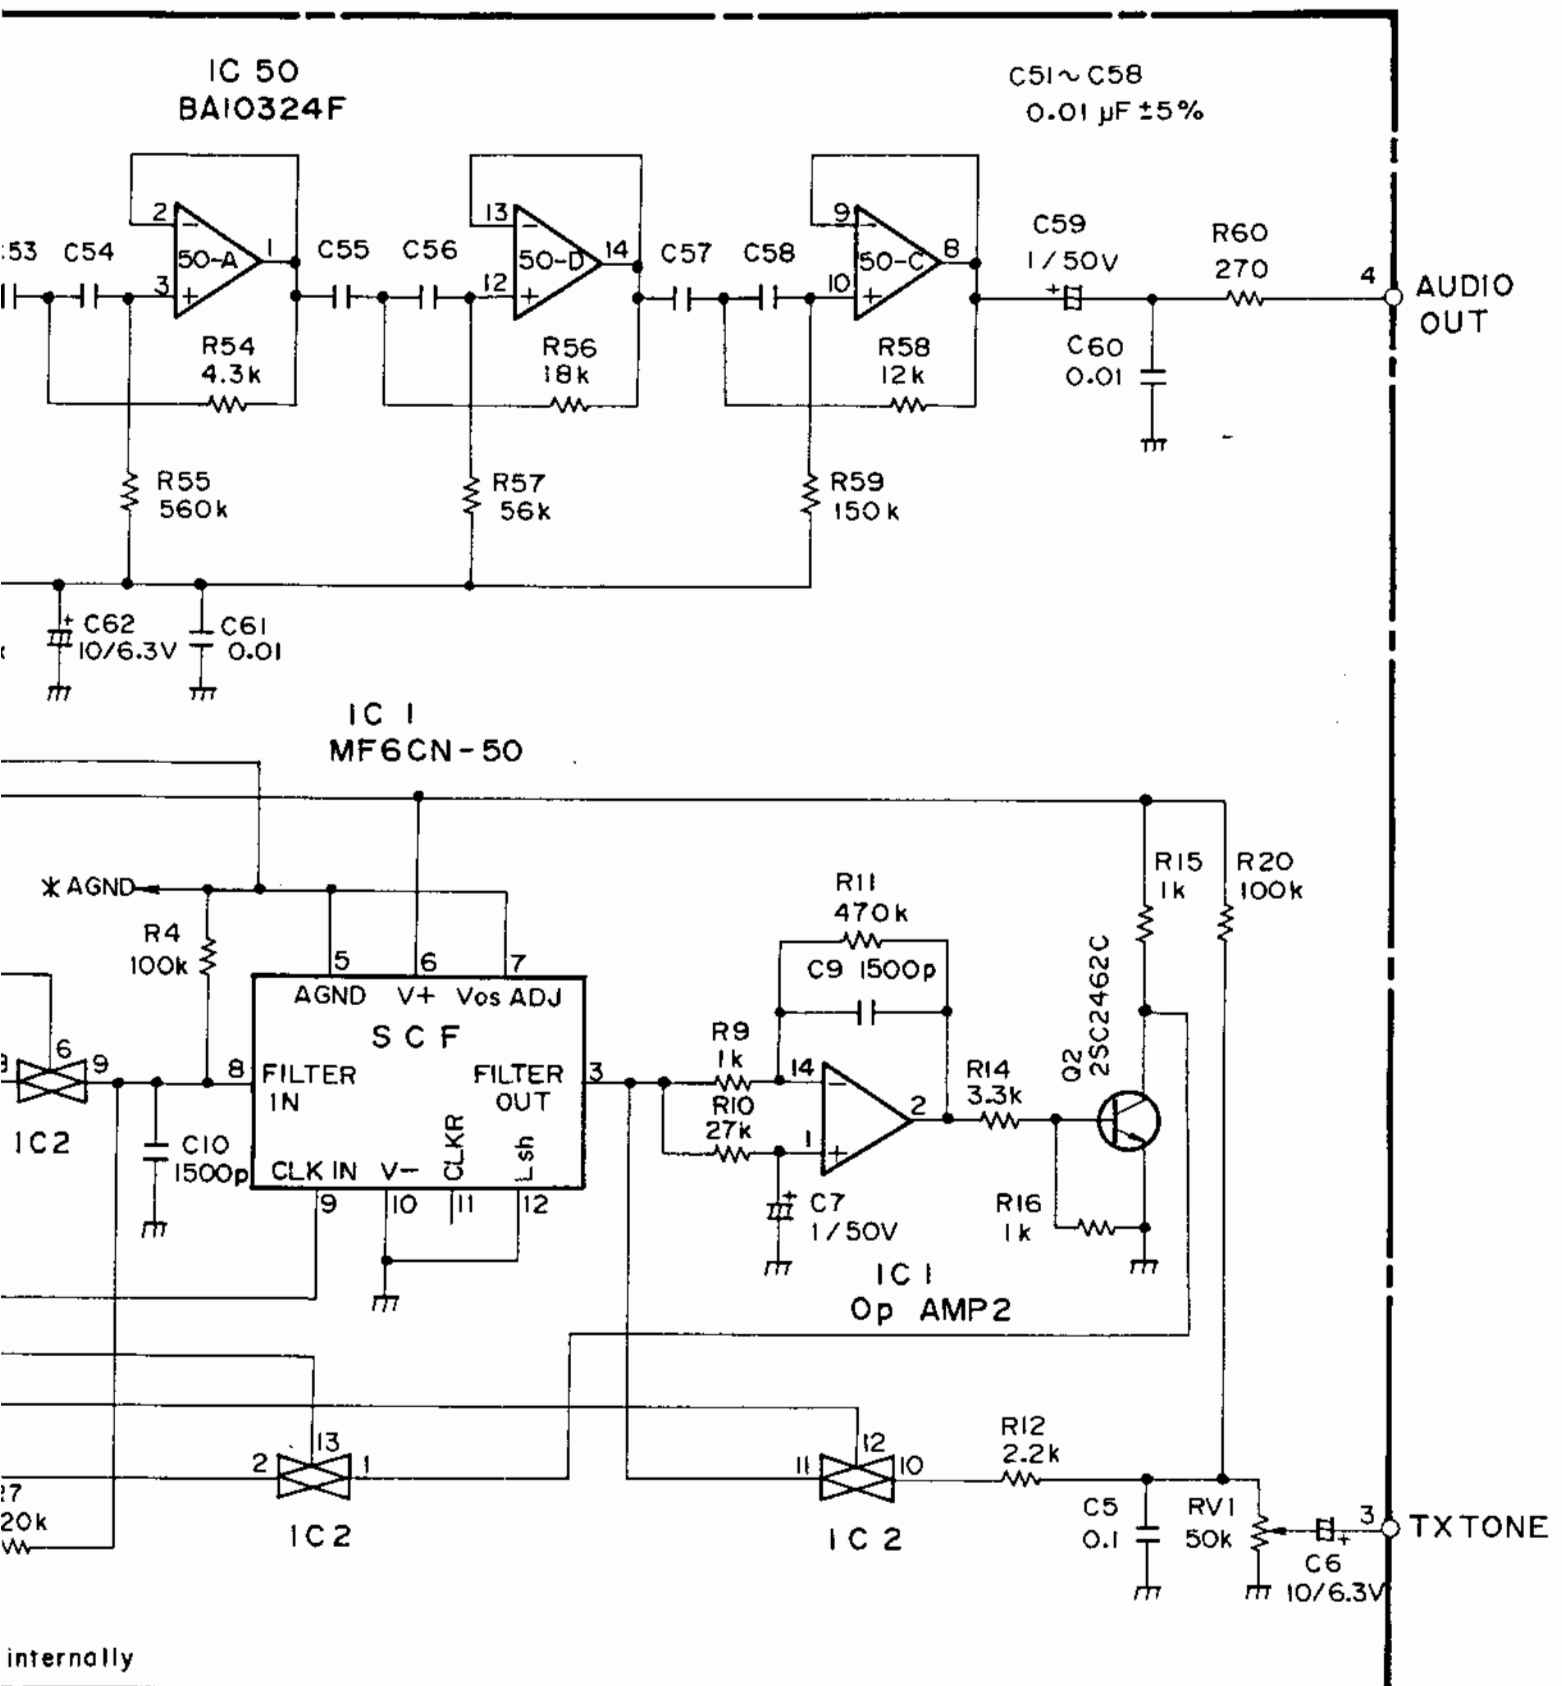 IC 50
BA10324F
C51~C58
0.01 µF ±5%
2
50-A
1
3
C54
C55
C56
13
50-D
14
12
C57
C58
9
50-C
8
10
C59
1/50V
R60
270
4
AUDIO
OUT
R54
4.3k
R56
18k
R58
12k
C60
0.01
R55
560k
R57
56k
R59
150k
C62
10/6.3V
C61
0.01
IC 1
MF6CN-50
* AGND
R4
100k
5
6
7
AGND V+ Vos ADJ
SCF
R11
470k
C9 1500p
R15
1k
R20
100k
Q2
2SC2462C
6
9
IC2
8
FILTER
IN
FILTER
OUT
3
R9
1k
R10
27k
14
1
2
R14
3.3k
C10
1500p
CLK IN
V-
CLKR
Lsh
9
10
11
12
C7
1/50V
R16
1k
IC 1
Op AMP2
13
2
1
IC2
12
11
10
IC2
R12
2.2k
C5
0.1
RV1
50k
3
TXTONE
C6
10/6.3V
internally